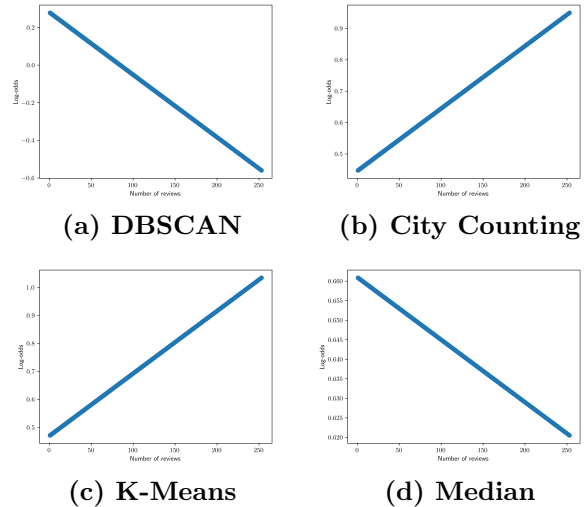 0.2
0.0
−0.2
−0.4
−0.6
Log-odds
0 50 100 150 200 250
Number of reviews
(a) DBSCAN
0.9
0.8
0.7
0.6
0.5
Log-odds
0 50 100 150 200 250
Number of reviews
(b) City Counting
1.0
0.9
0.8
0.7
0.6
0.5
Log-odds
0 50 100 150 200 250
Number of reviews
(c) K-Means
0.660
0.655
0.650
0.645
0.640
0.635
0.630
0.625
0.620
Log-odds
0 50 100 150 200 250
Number of reviews
(d) Median